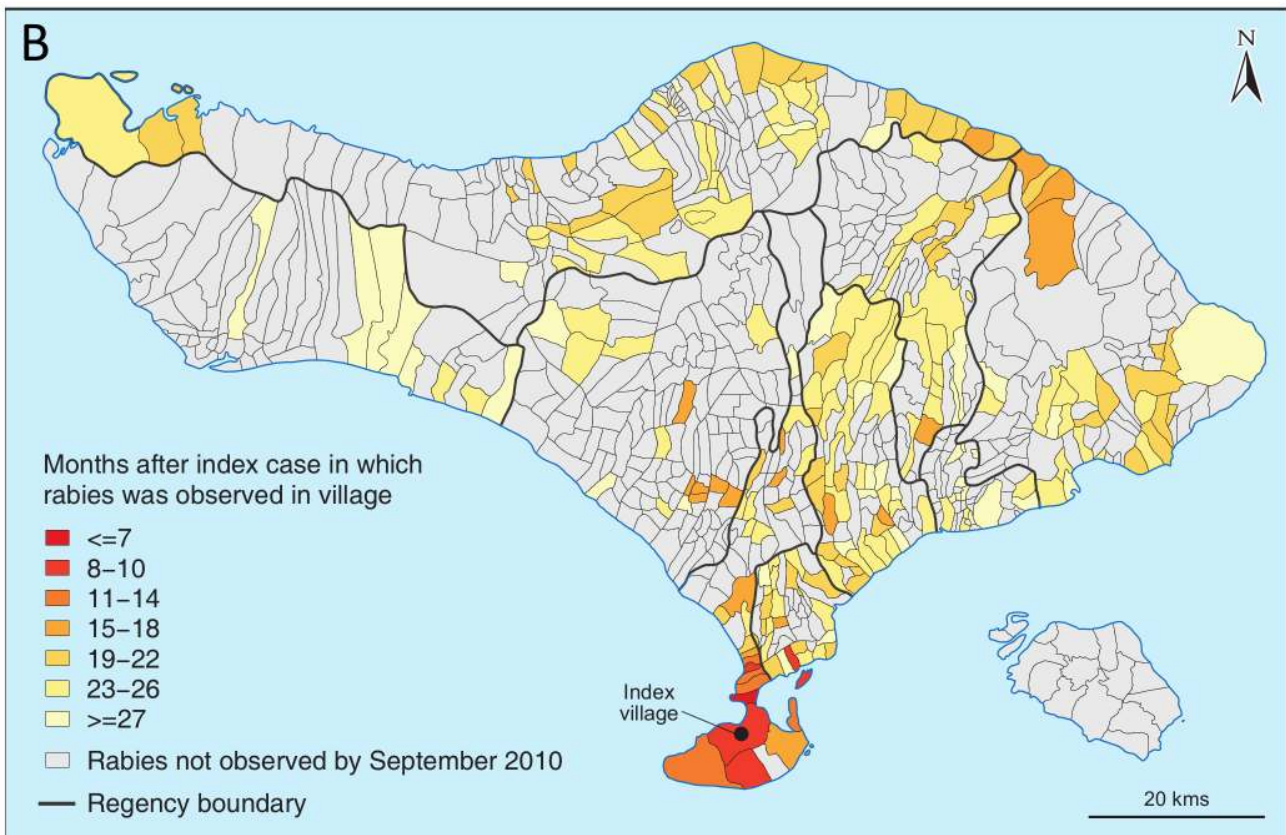 B
N
Months after index case in which
rabies was observed in village
<=7
8–10
11–14
15–18
19–22
23–26
>=27
Rabies not observed by September 2010
Regency boundary
Index
village
20 kms